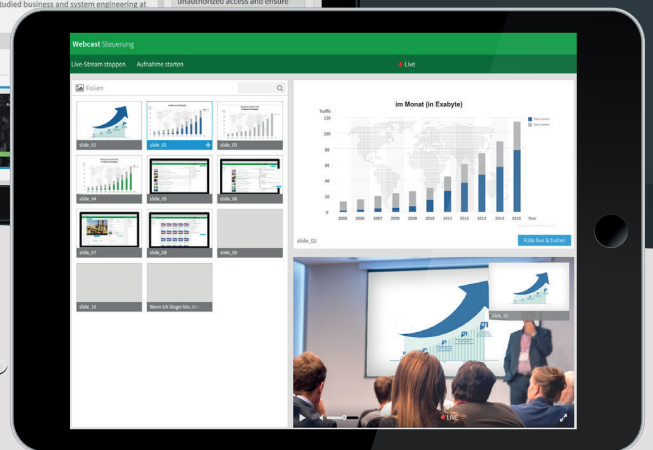 tudied business and system engineering at
unauthorized access and ensure
Webcast Steuerung
Live-Stream stoppen Aufnahme starten
Live
Folien
slide_01
slide_02
slide_03
slide_04
slide_05
slide_06
slide_07
slide_08
slide_09
slide_10
Wenn ich länger bin, da
im Monat (in Exabyte)
Traffic
120
100
80
60
40
20
0
2005 2006 2007 2008 2009 2010 2011 2012 2013 2014 2015 Year
slide_02
Folie live Schalten
slide_01
LIVE